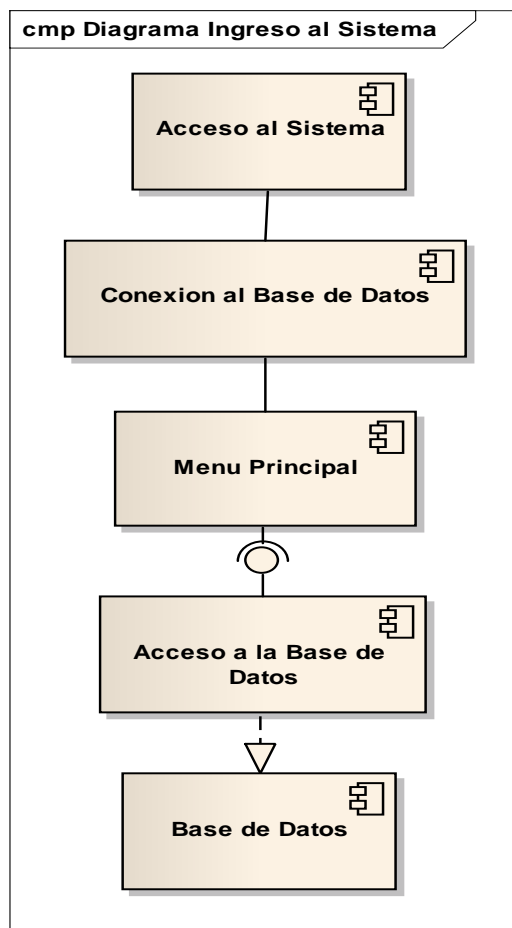 cmp Diagrama Ingreso al Sistema
Acceso al Sistema
Conexion al Base de Datos
Menu Principal
Acceso a la Base de
Datos
Base de Datos